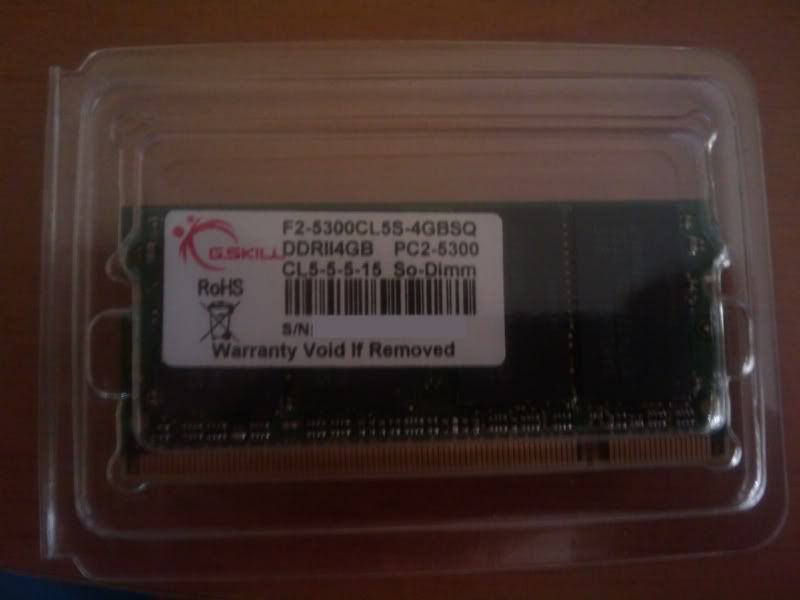 G.SKILL
F2-5300CL5S-4GBSQ
DDRII4GB PC2-5300
CL5-5-5-15 So-Dimm
RoHS
S/N
Warranty Void If Removed